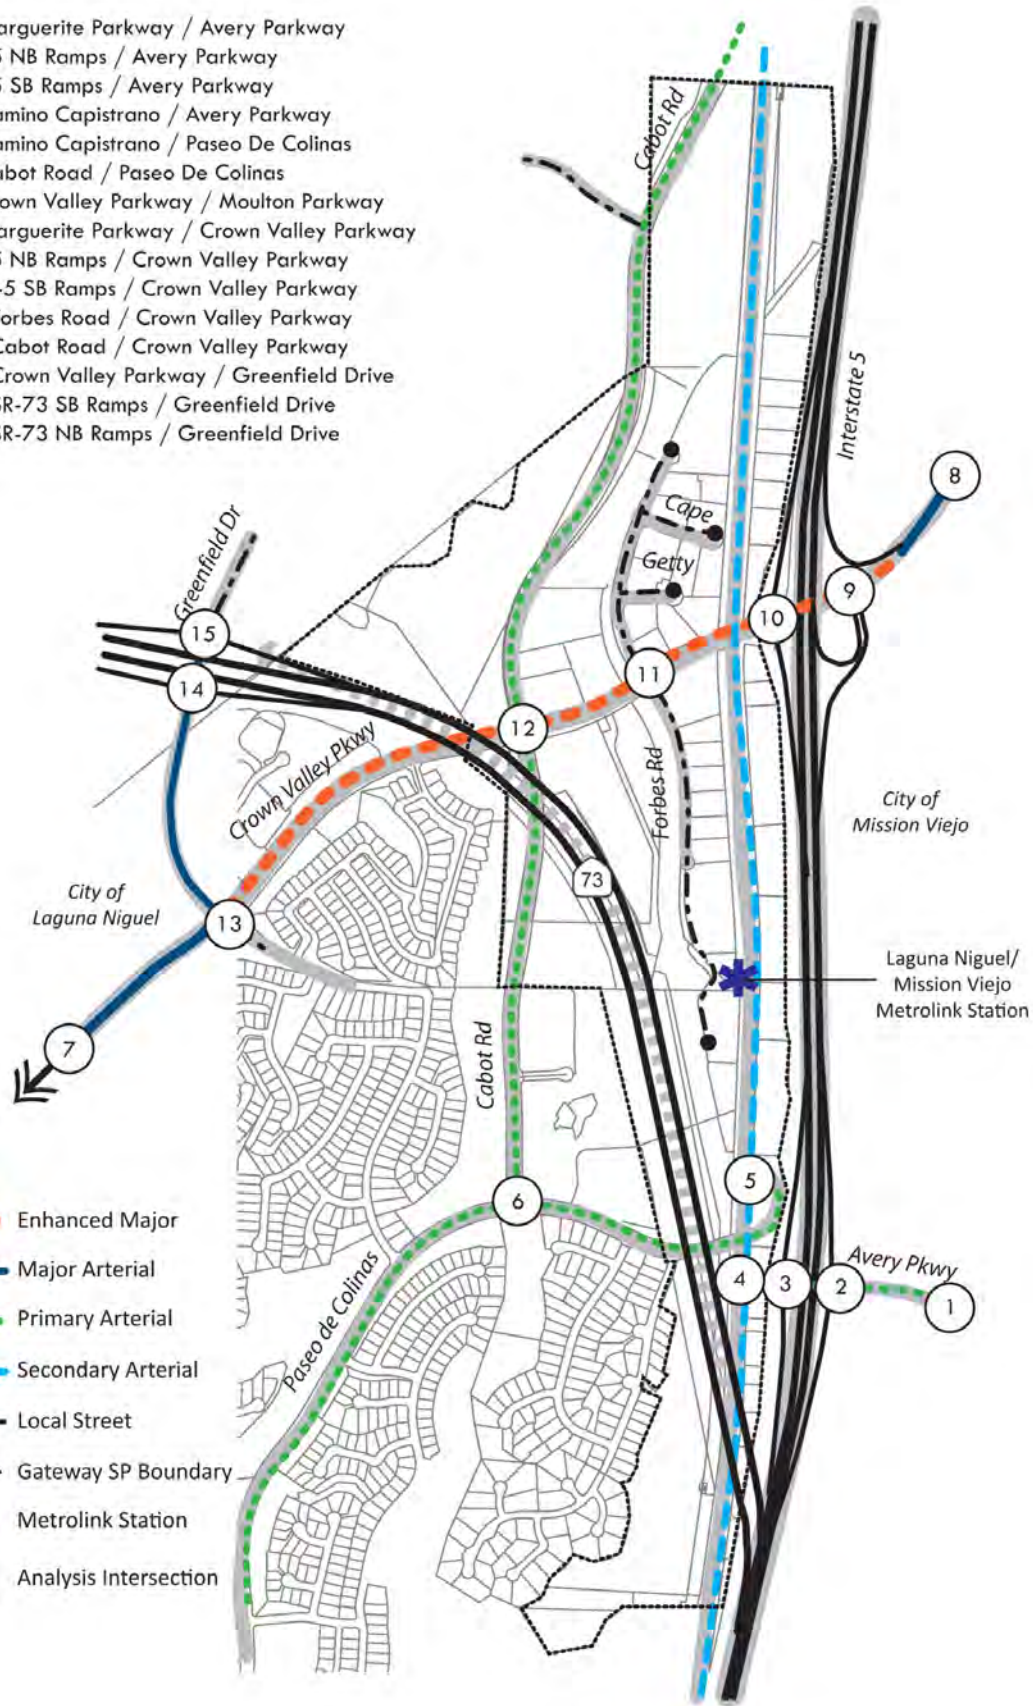 arguerite Parkway / Avery Parkway
5 NB Ramps / Avery Parkway
5 SB Ramps / Avery Parkway
amino Capistrano / Avery Parkway
amino Capistrano / Paseo De Colinas
abot Road / Paseo De Colinas
rown Valley Parkway / Moulton Parkway
arguerite Parkway / Crown Valley Parkway
5 NB Ramps / Crown Valley Parkway
-5 SB Ramps / Crown Valley Parkway
orbes Road / Crown Valley Parkway
Cabot Road / Crown Valley Parkway
Crown Valley Parkway / Greenfield Drive
SR-73 SB Ramps / Greenfield Drive
SR-73 NB Ramps / Greenfield Drive
Cabot Rd
Interstate 5
8
Cape
Greenfield Dr
Getty
9
10
15
11
14
12
Crown Valley Pkwy
Forbes Rd
City of
Mission Viejo
73
City of
Laguna Niguel
13
Laguna Niguel/
Mission Viejo
Metrolink Station
7
Cabot Rd
5
6
Enhanced Major
Avery Pkwy
Major Arterial
4
3
2
1
Primary Arterial
Paseo de Colinas
Secondary Arterial
Local Street
Gateway SP Boundary
Metrolink Station
Analysis Intersection